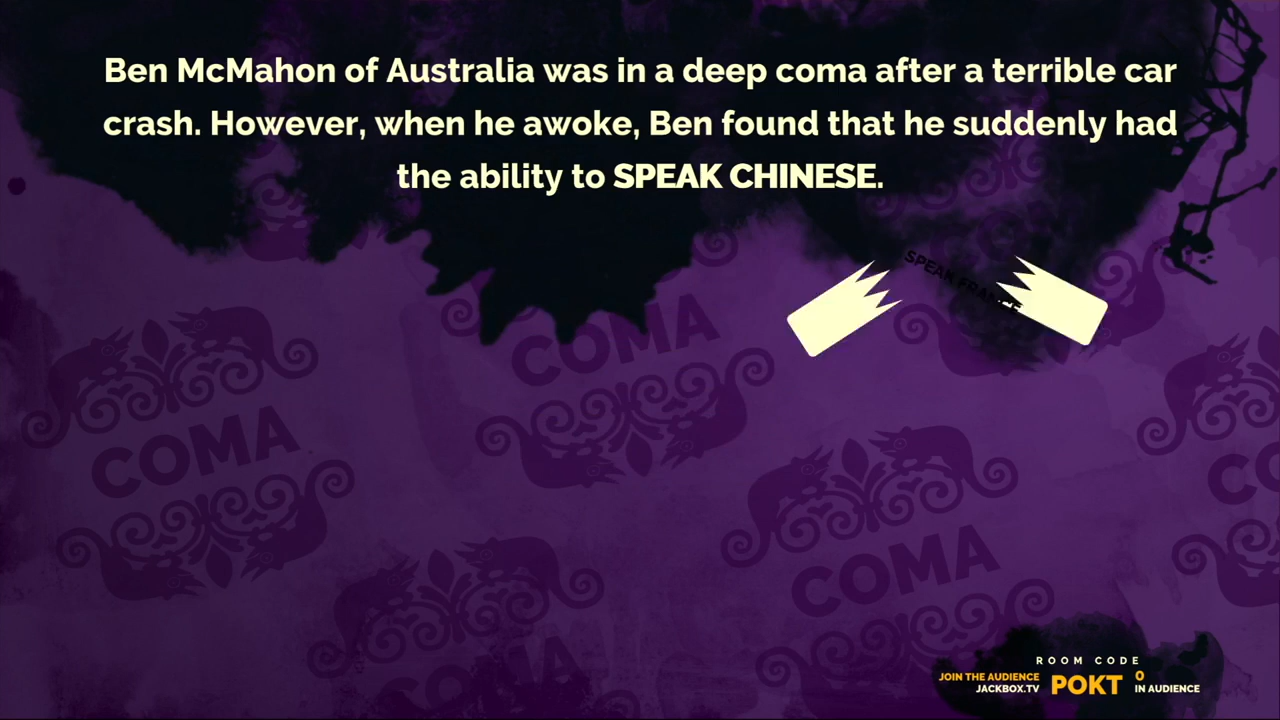 Ben McMahon of Australia was in a deep coma after a terrible car
crash. However, when he awoke, Ben found that he suddenly had
the ability to SPEAK CHINESE.
SPEAK
COMA
COMA
COMA
COMA
ROOM CODE
JOIN THE AUDIENCE
JACKBOX.TV
POKT
0
IN AUDIENCE